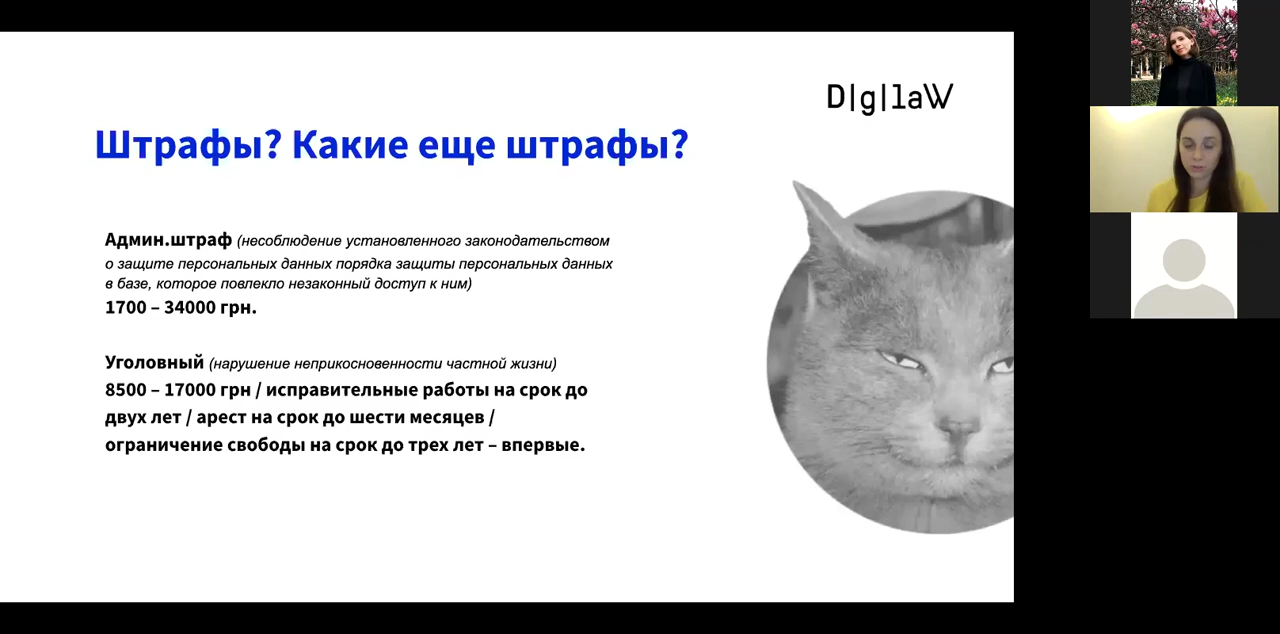 D|g|laW
Штрафы? Какие еще штрафы?
Админ.штраф (несоблюдение установленного законодательством
о защите персональных данных порядка защиты персональных данных
в базе, которое повлекло незаконный доступ к ним)
1700 – 34000 грн.
Уголовный (нарушение неприкосновенности частной жизни)
8500 – 17000 грн / исправительные работы на срок до
двух лет / арест на срок до шести месяцев /
ограничение свободы на срок до трех лет – впервые.